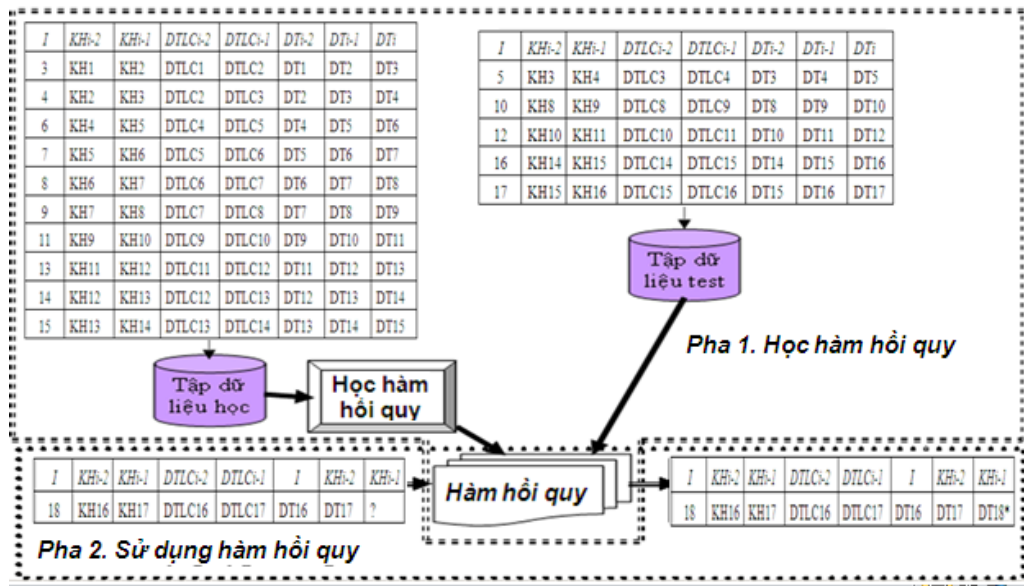 I KHi-2 KHi-1 DTLCi-2 DTLCi-1 DTi-2 DTi-1 DTi
3 KH1 KH2 DTLC1 DTLC2 DT1 DT2 DT3
4 KH2 KH3 DTLC2 DTLC3 DT2 DT3 DT4
6 KH4 KH5 DTLC4 DTLC5 DT4 DT5 DT6
7 KH5 KH6 DTLC5 DTLC6 DT5 DT6 DT7
8 KH6 KH7 DTLC6 DTLC7 DT6 DT7 DT8
9 KH7 KH8 DTLC7 DTLC8 DT7 DT8 DT9
11 KH9 KH10 DTLC9 DTLC10 DT9 DT10 DT11
13 KH11 KH12 DTLC11 DTLC12 DT11 DT12 DT13
14 KH12 KH13 DTLC12 DTLC13 DT12 DT13 DT14
15 KH13 KH14 DTLC13 DTLC14 DT13 DT14 DT15
I KHi-2 KHi-1 DTLCi-2 DTLCi-1 DTi-2 DTi-1 DTi
5 KH3 KH4 DTLC3 DTLC4 DT3 DT4 DT5
10 KH8 KH9 DTLC8 DTLC9 DT8 DT9 DT10
12 KH10 KH11 DTLC10 DTLC11 DT10 DT11 DT12
16 KH14 KH15 DTLC14 DTLC15 DT14 DT15 DT16
17 KH15 KH16 DTLC15 DTLC16 DT15 DT16 DT17
Tập dữ
liệu test
Pha 1. Học hàm hồi quy
Tập dữ
liệu học
Học hàm
hồi quy
I KHi-2 KHi-1 DTLCi-2 DTLCi-1 I KHi-2 KHi-1
18 KH16 KH17 DTLC16 DTLC17 DT16 DT17 ?
Hàm hồi quy
I KHi-2 KHi-1 DTLCi-2 DTLCi-1 I KHi-2 KHi-1
18 KH16 KH17 DTLC16 DTLC17 DT16 DT17 DT18*
Pha 2. Sử dụng hàm hồi quy